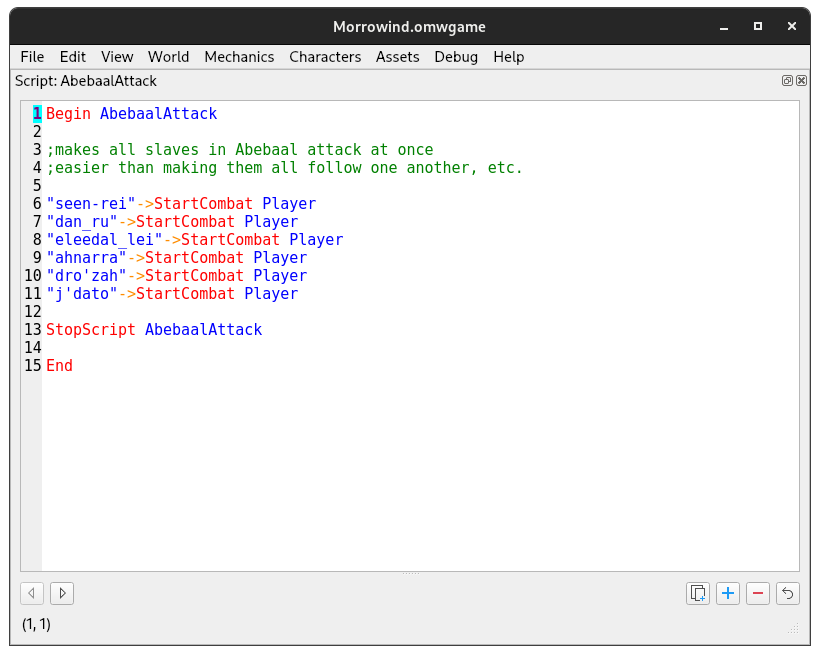 Morrowind.omwgame
File Edit View World Mechanics Characters Assets Debug Help
Script: AbebaalAttack
1 Begin AbebaalAttack
2
3 ;makes all slaves in Abebaal attack at once
4 ;easier than making them all follow one another, etc.
5
6 "seen-rei"->StartCombat Player
7 "dan_ru"->StartCombat Player
8 "eleedal_lei"->StartCombat Player
9 "ahnarra"->StartCombat Player
10 "dro'zah"->StartCombat Player
11 "j'dato"->StartCombat Player
12
13 StopScript AbebaalAttack
14
15 End
(1, 1)